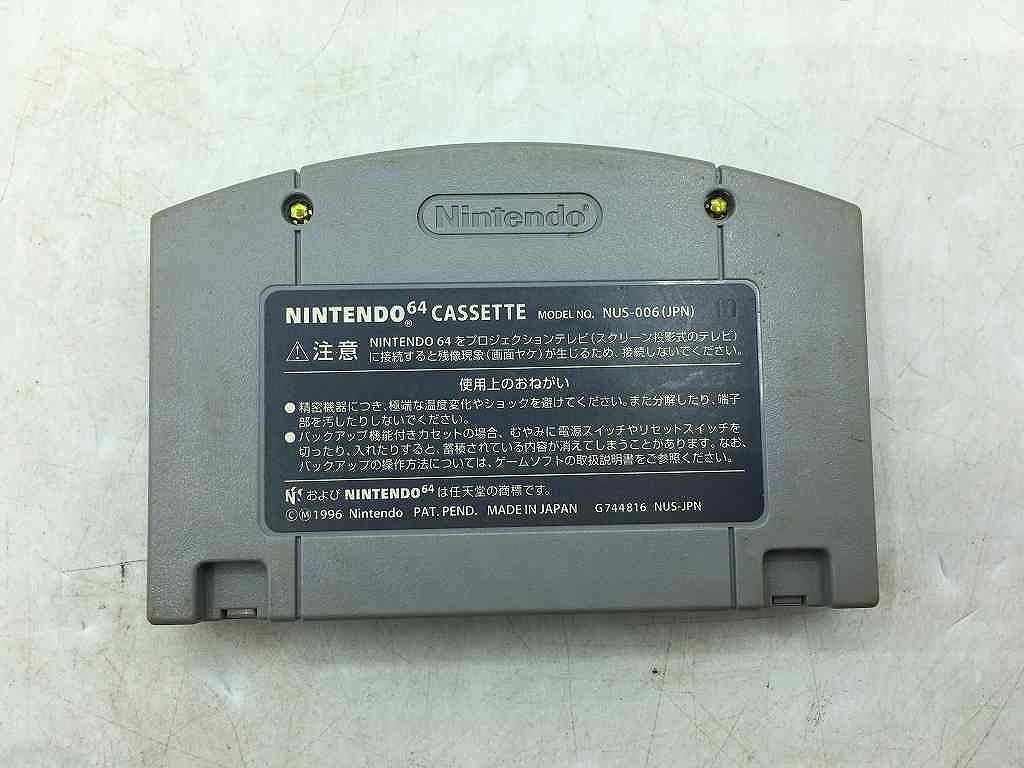 Nintendo®
NINTENDO®64 CASSETTE MODEL NO. NUS-006(JPN)
⚠注意 NINTENDO 64 をプロジェクションテレビ(スクリーン投影式のテレビ)
に接続すると残像現象(画面ヤケ)が生じるため、接続しないでください。
使用上のおねがい
●精密機器につき、極端な温度変化やショックを避けてください。また分解したり、端子
部を汚したりしないでください。
●バックアップ機能付きカセットの場合、むやみに電源スイッチやリセットスイッチを
切ったり、入れたりすると、蓄積されている内容が消えてしまうことがあります。なお、
バックアップの操作方法については、ゲームソフトの取扱説明書をご参照ください。
および NINTENDO64 は任天堂の商標です。
ⒸⓂ1996 Nintendo PAT. PEND. MADE IN JAPAN G744816 NUS-JPN